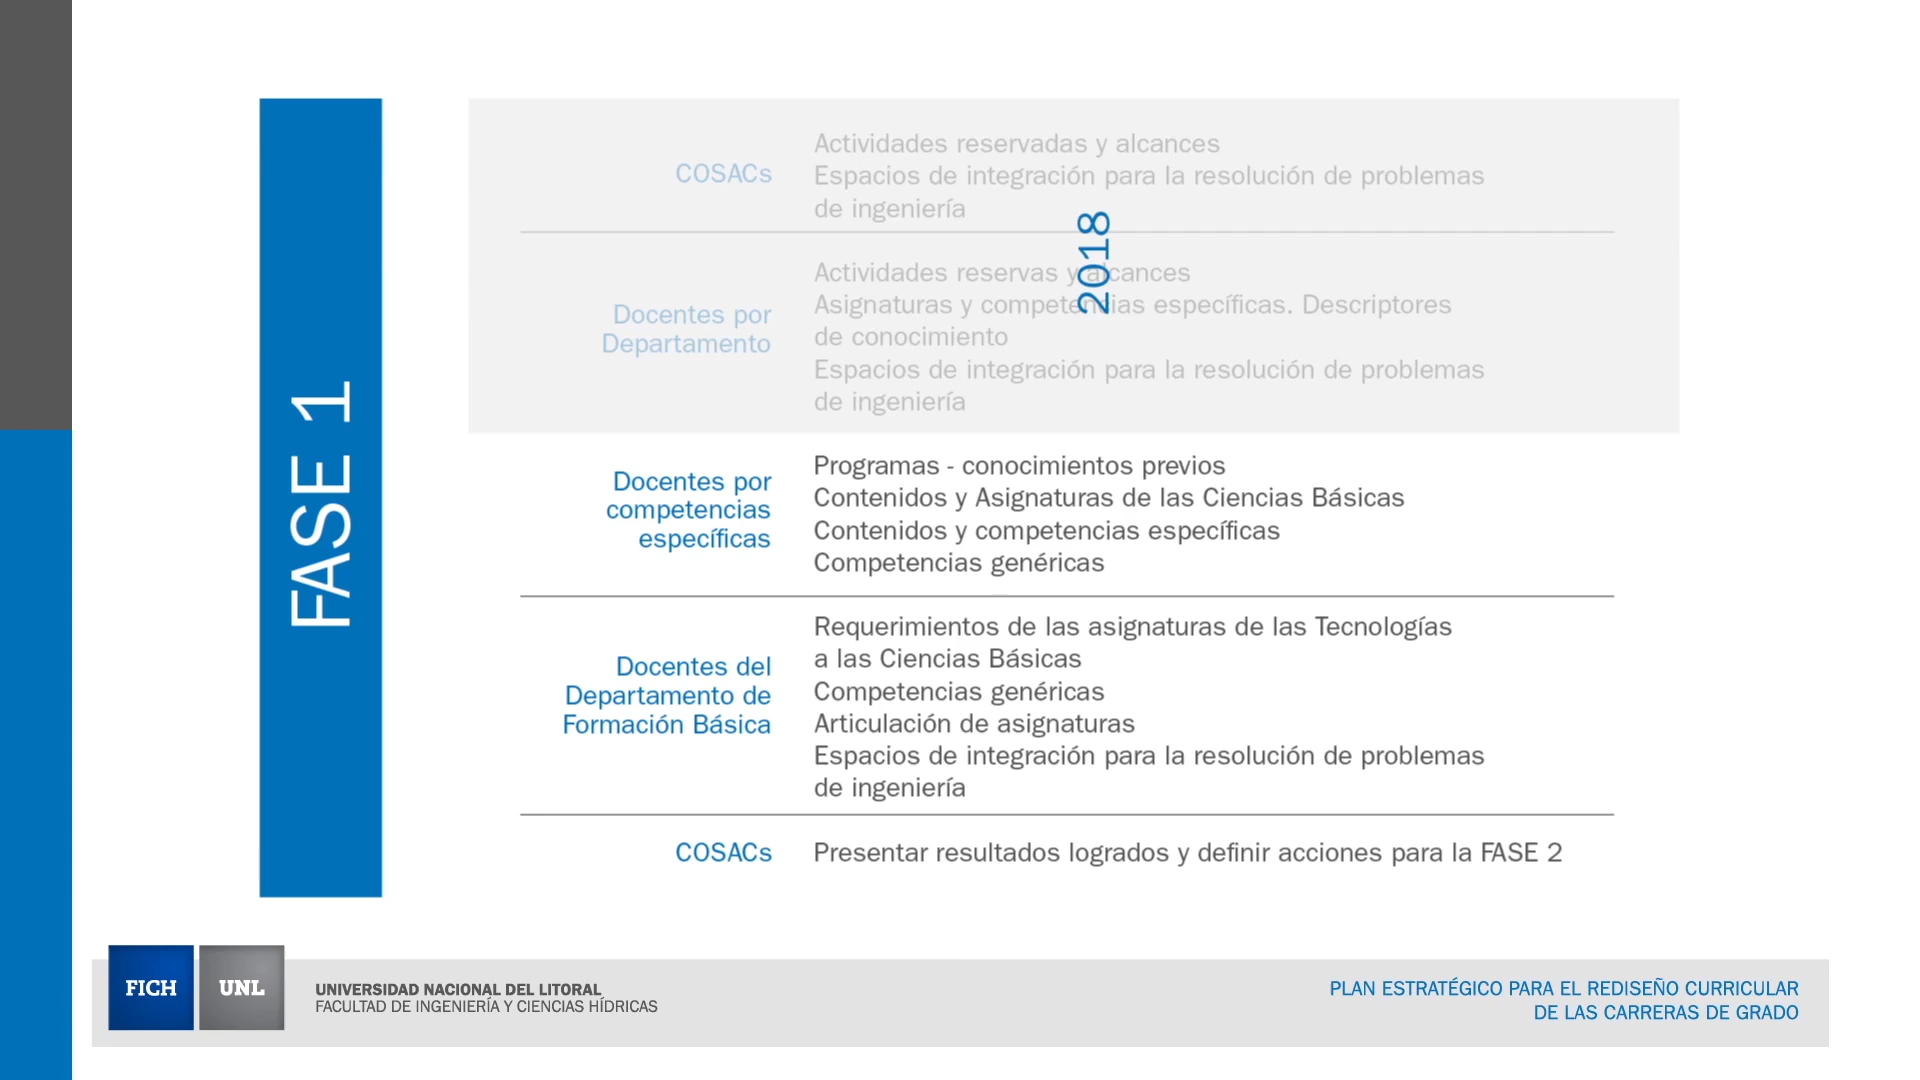 FASE 1
COSACs
Actividades reservadas y alcances
Espacios de integración para la resolución de problemas
de ingeniería
2018
Docentes por
Departamento
Actividades reservas y alcances
Asignaturas y competencias específicas. Descriptores
de conocimiento
Espacios de integración para la resolución de problemas
de ingeniería
Docentes por
competencias
específicas
Programas - conocimientos previos
Contenidos y Asignaturas de las Ciencias Básicas
Contenidos y competencias específicas
Competencias genéricas
Docentes del
Departamento de
Formación Básica
Requerimientos de las asignaturas de las Tecnologías
a las Ciencias Básicas
Competencias genéricas
Articulación de asignaturas
Espacios de integración para la resolución de problemas
de ingeniería
COSACs
Presentar resultados logrados y definir acciones para la FASE 2
FICH
UNL
UNIVERSIDAD NACIONAL DEL LITORAL
FACULTAD DE INGENIERÍA Y CIENCIAS HÍDRICAS
PLAN ESTRATÉGICO PARA EL REDISEÑO CURRICULAR
DE LAS CARRERAS DE GRADO